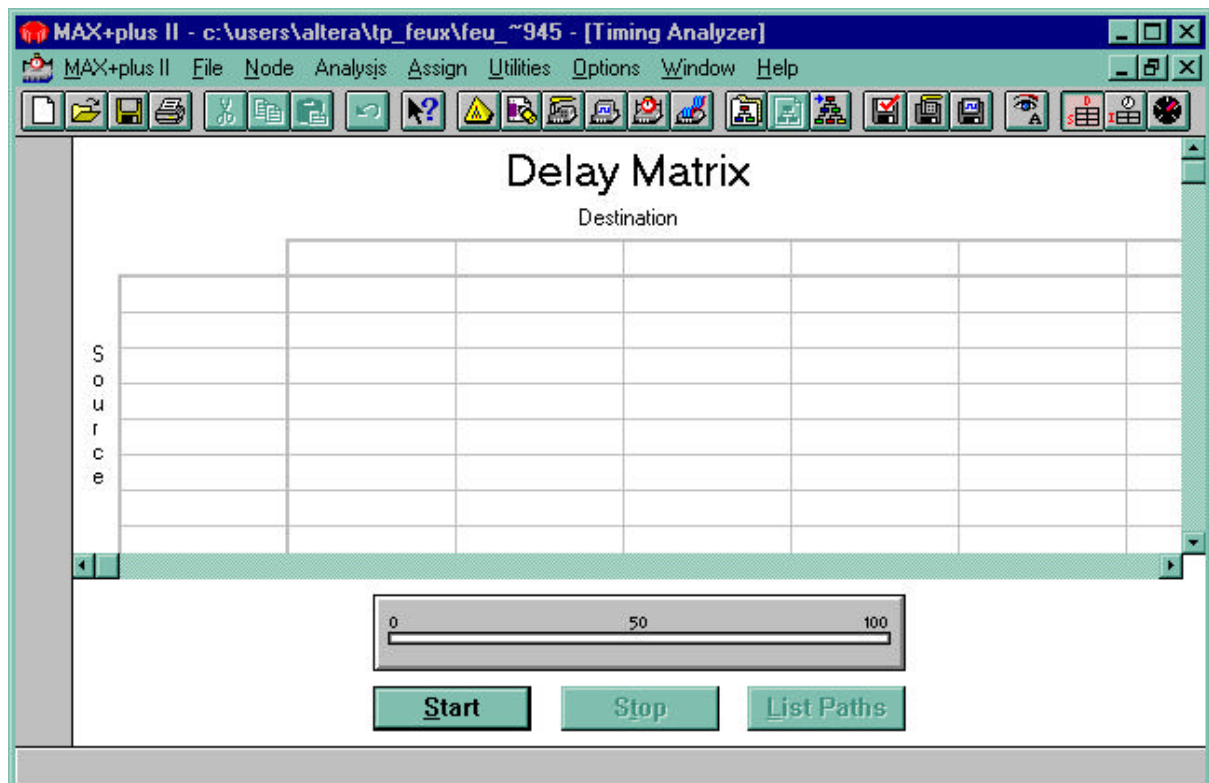 MAX+plus II - c:\users\altera\tp_feux\feu_~945 - [Timing Analyzer]
MAX+plus II File Node Analysis Assign Utilities Options Window Help
Delay Matrix
Destination
Source
0 50 100
Start Stop List Paths